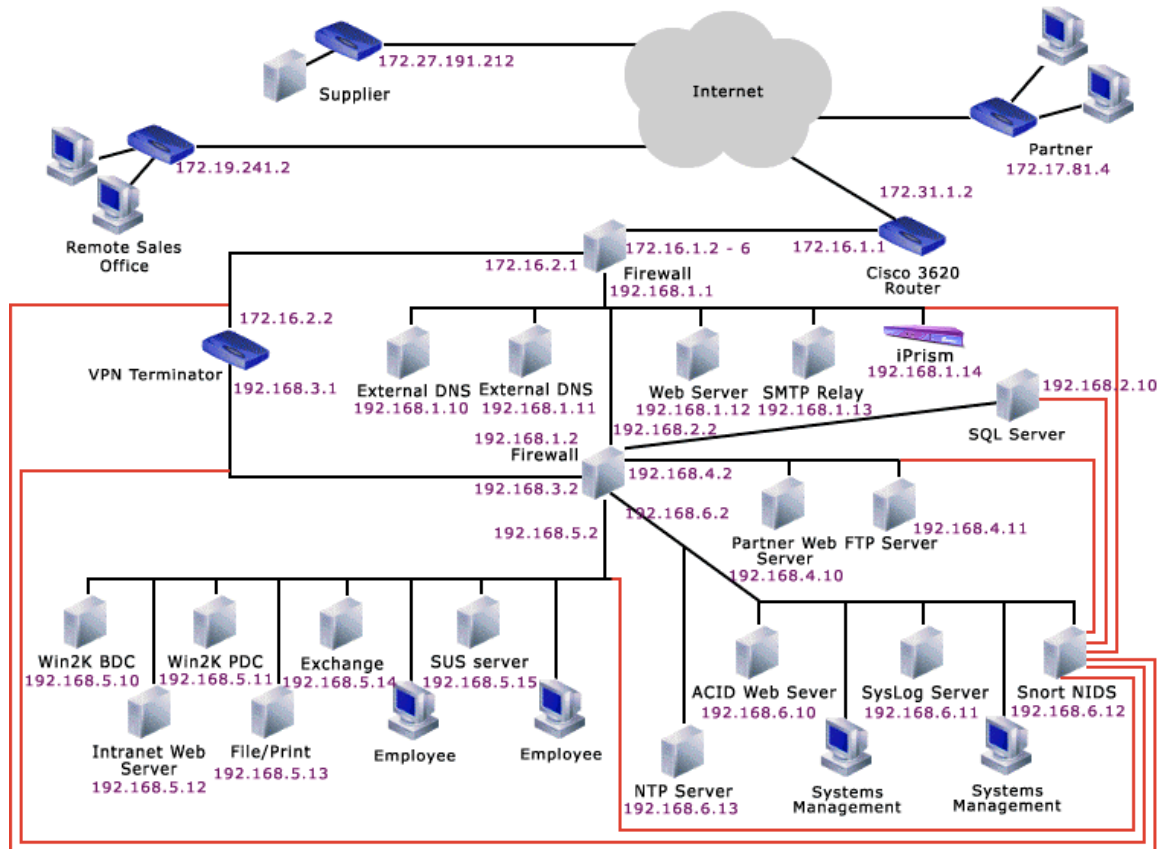 172.27.191.212
Supplier
Internet
Partner
172.17.81.4
172.19.241.2
Remote Sales
Office
172.31.1.2
172.16.1.2 - 6
172.16.1.1
172.16.2.1
Firewall
192.168.1.1
Cisco 3620
Router
172.16.2.2
VPN Terminator
192.168.3.1
External DNS
192.168.1.10
External DNS
192.168.1.11
Web Server
192.168.1.12
SMTP Relay
192.168.1.13
iPrism
192.168.1.14
192.168.2.10
SQL Server
192.168.1.2
192.168.2.2
Firewall
192.168.3.2
192.168.4.2
192.168.5.2
192.168.6.2
Partner Web
Server
192.168.4.10
FTP Server
192.168.4.11
Win2K BDC
192.168.5.10
Win2K PDC
192.168.5.11
Exchange
192.168.5.14
SUS server
192.168.5.15
Intranet Web
Server
192.168.5.12
File/Print
192.168.5.13
Employee
Employee
ACID Web Sever
192.168.6.10
SysLog Server
192.168.6.11
Snort NIDS
192.168.6.12
NTP Server
192.168.6.13
Systems
Management
Systems
Management